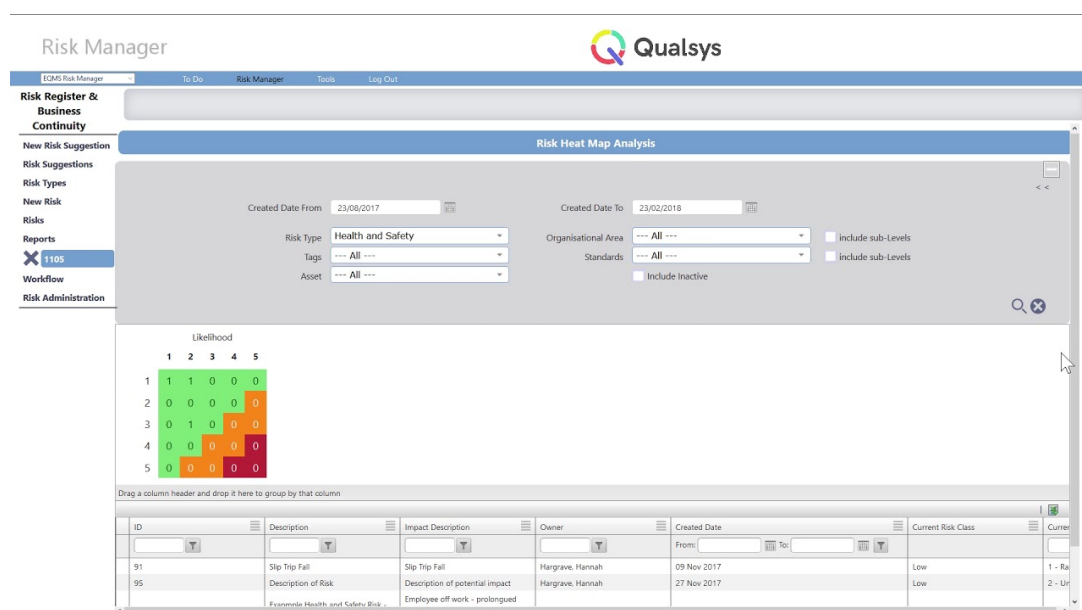 Risk Manager
Qualsys
EQMS Risk Manager To Do Risk Manager Tools Log Out
Risk Register &
Business
Continuity
New Risk Suggestion
Risk Suggestions
Risk Types
New Risk
Risks
Reports
1105
Workflow
Risk Administration
Risk Heat Map Analysis
< <
Created Date From 23/08/2017 Created Date To 23/02/2018
Risk Type Health and Safety Organisational Area --- All --- include sub-Levels
Tags --- All --- Standards --- All --- include sub-Levels
Asset --- All --- Include Inactive
Likelihood
1 2 3 4 5
1 1 1 0 0 0
2 0 0 0 0 0
3 0 1 0 0 0
4 0 0 0 0 0
5 0 0 0 0 0
Drag a column header and drop it here to group by that column
ID Description Impact Description Owner Created Date Current Risk Class Curre
From: To:
91 Slip Trip Fall Slip Trip Fall Hargrave, Hannah 09 Nov 2017 Low 1 - Ra
95 Description of Risk Description of potential impact Hargrave, Hannah 27 Nov 2017 Low 2 - Un
Employee off work - prolongued
Health and Safety Risk -